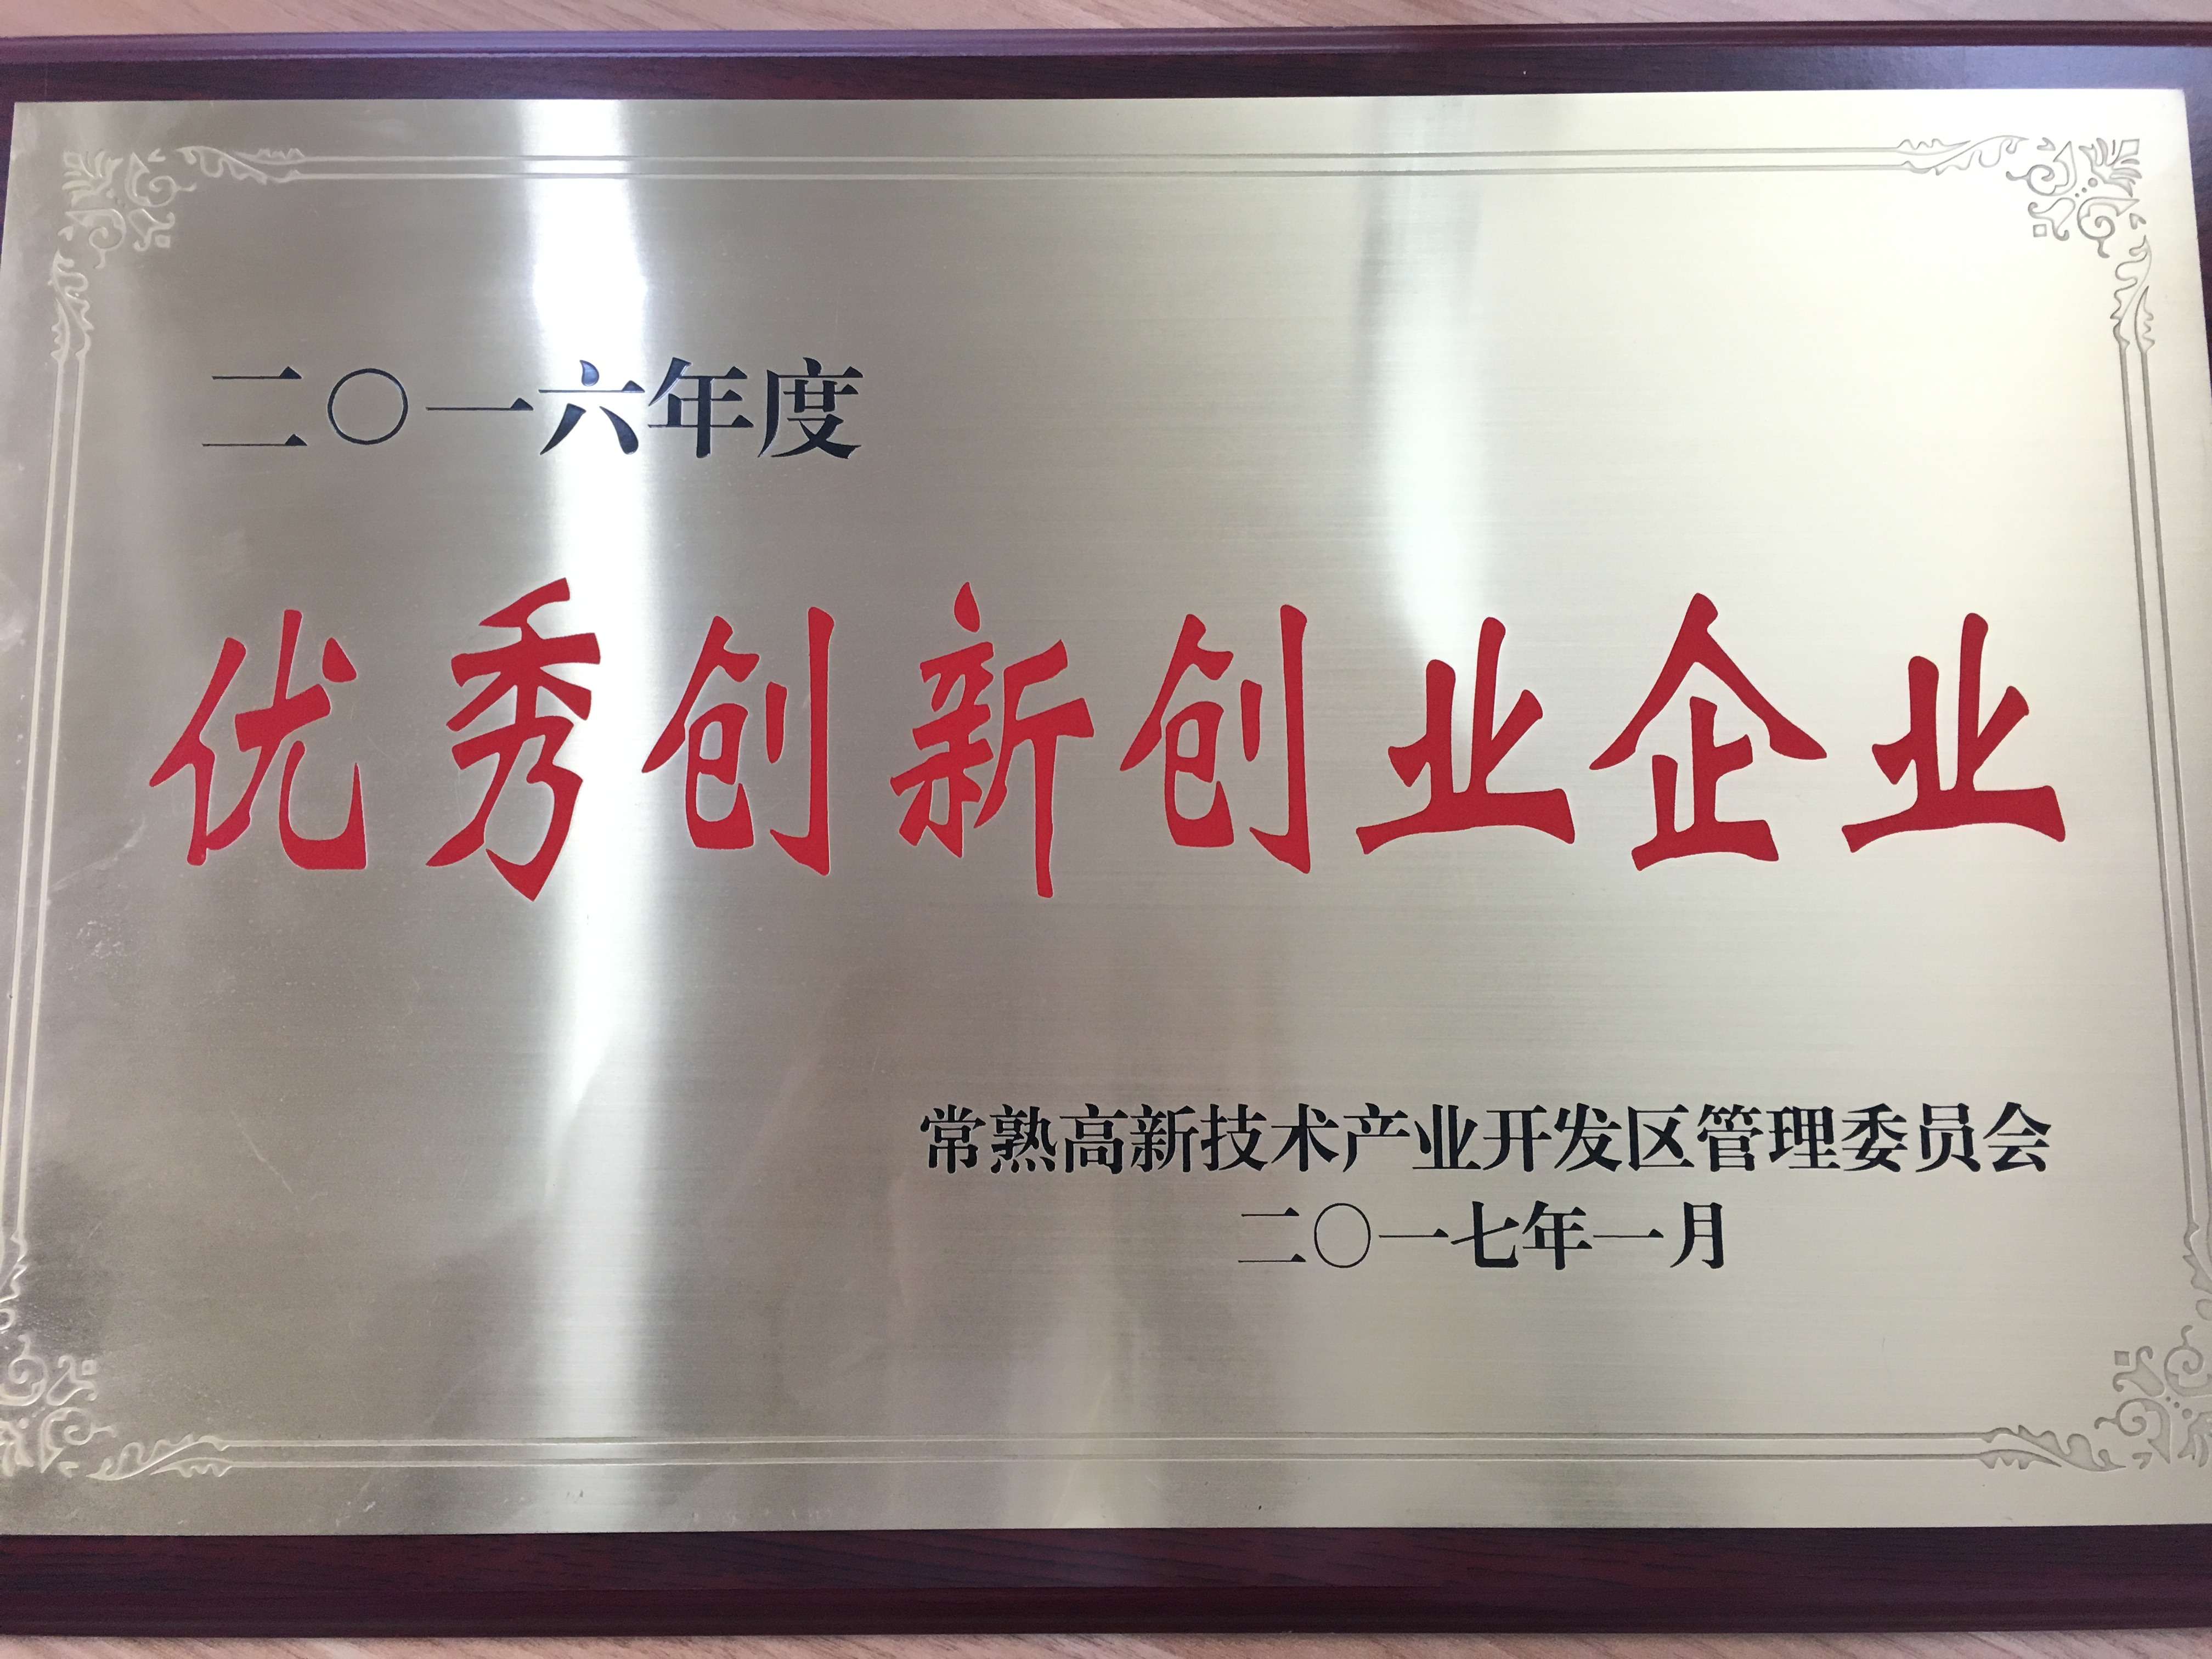 二〇一六年度
优秀创新创业企业
常熟高新技术产业开发区管理委员会
二〇一七年一月